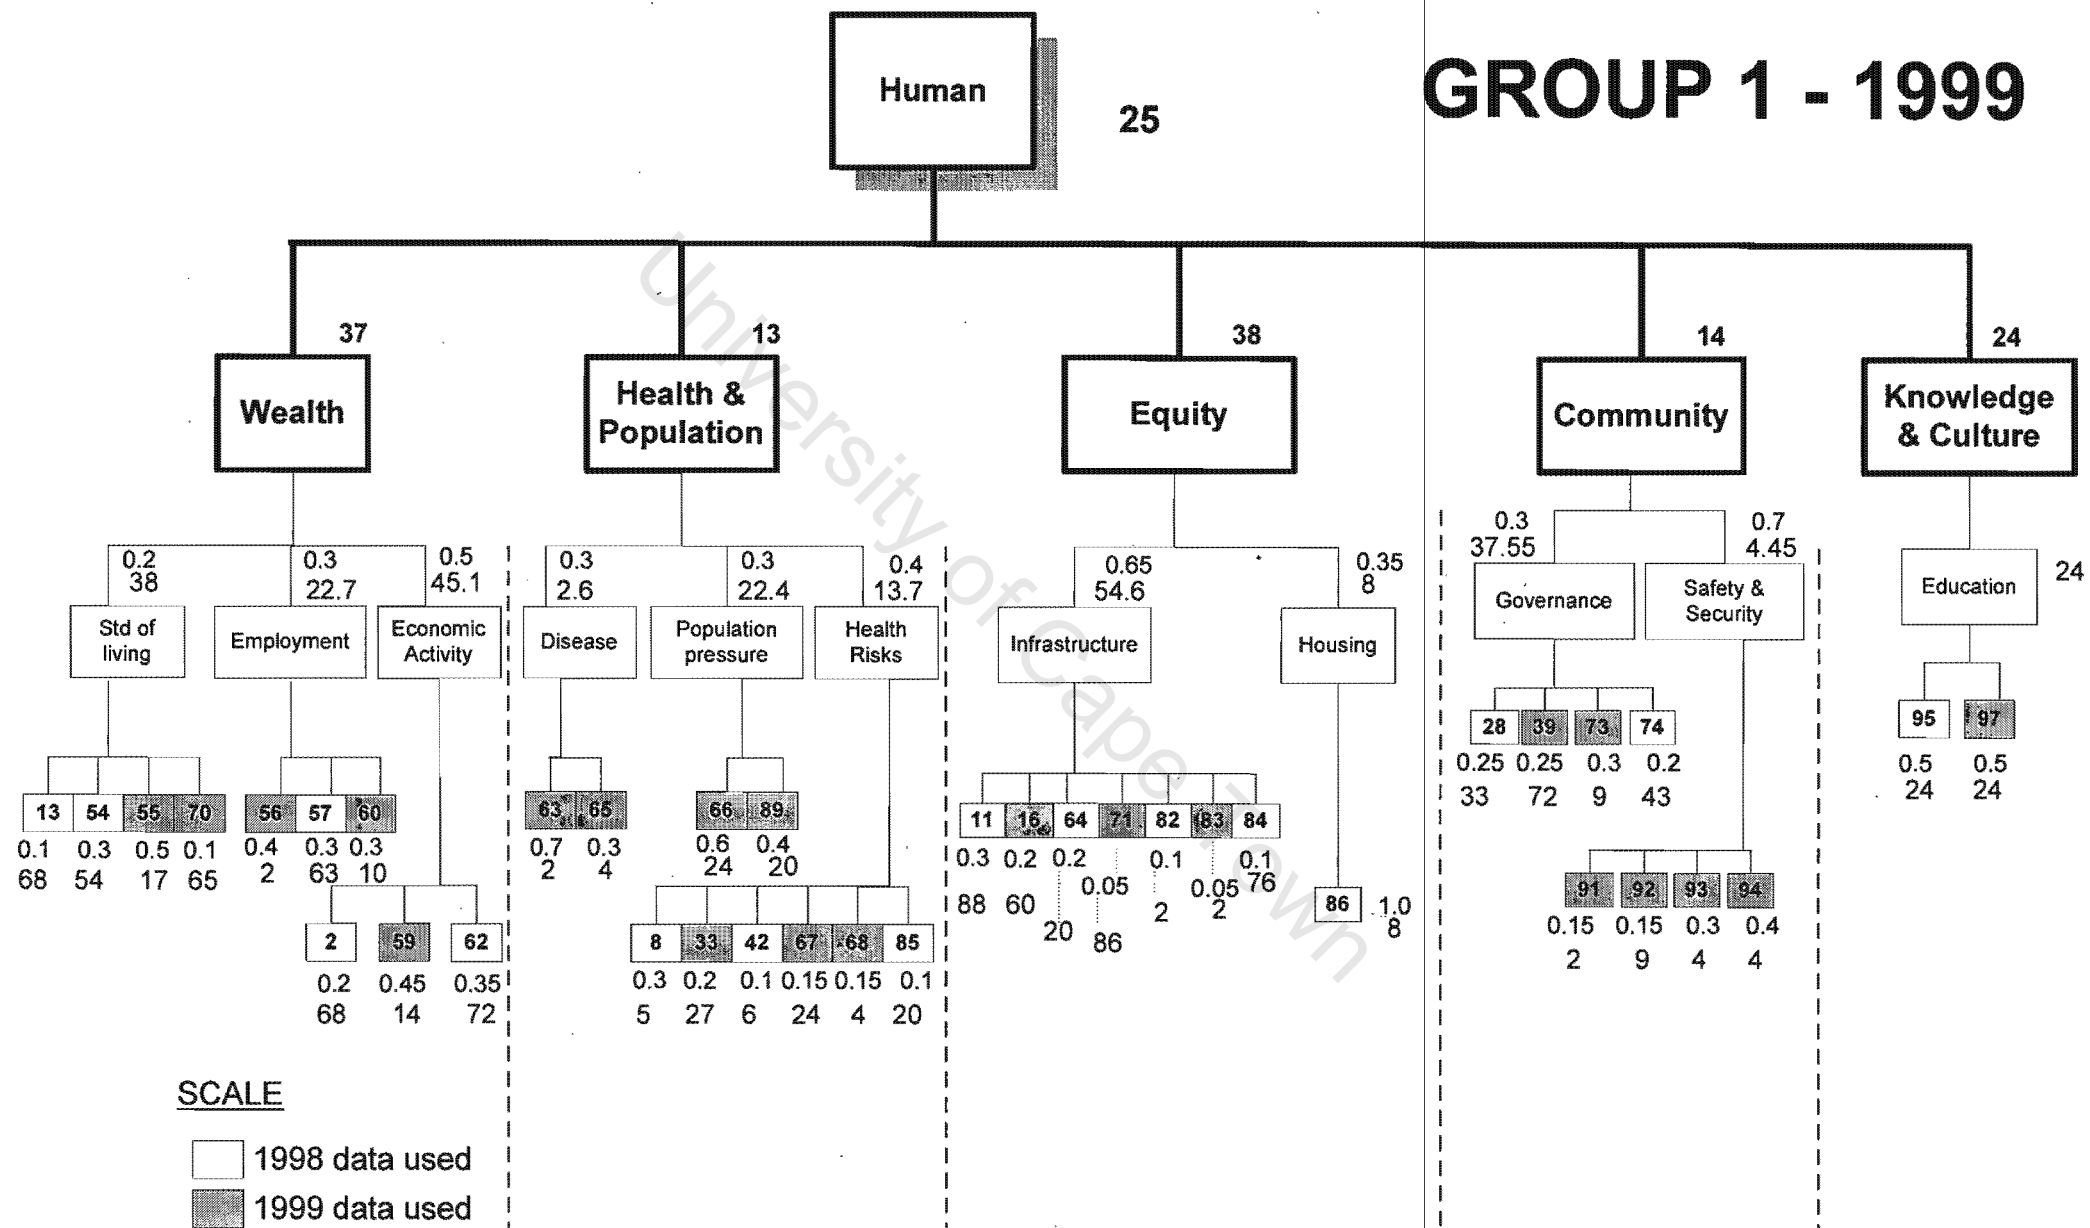 Human
25
GROUP 1 - 1999
37
13
38
14
24
Wealth
Health &
Population
Equity
Community
Knowledge
& Culture
0.2
38
0.3
22.7
0.5
45.1
0.3
2.6
0.3
22.4
0.4
13.7
0.65
54.6
0.35
8
0.3
37.55
0.7
4.45
24
Std of
living
Employment
Economic
Activity
Disease
Population
pressure
Health
Risks
Infrastructure
Housing
Governance
Safety &
Security
Education
13 54 55 70
0.1 0.3 0.5 0.1
68 54 17 65
56 57 60
0.4 0.3 0.3
2 63 10
2 59 62
0.2 0.45 0.35
68 14 72
63 65
0.7 0.3
2 4
66 89
0.6 0.4
24 20
8 33 42 67 68 85
0.3 0.2 0.1 0.15 0.15 0.1
5 27 6 24 4 20
11 16 64 71 82 83 84
0.3 0.2 0.2 0.05 0.1 0.05 0.1
88 60 20 86 2 2 76
86
1.0
8
28 39 73 74
0.25 0.25 0.3 0.2
33 72 9 43
91 92 93 94
0.15 0.15 0.3 0.4
2 9 4 4
95 97
0.5 0.5
24 24
SCALE
1998 data used
1999 data used
University of Cape Town